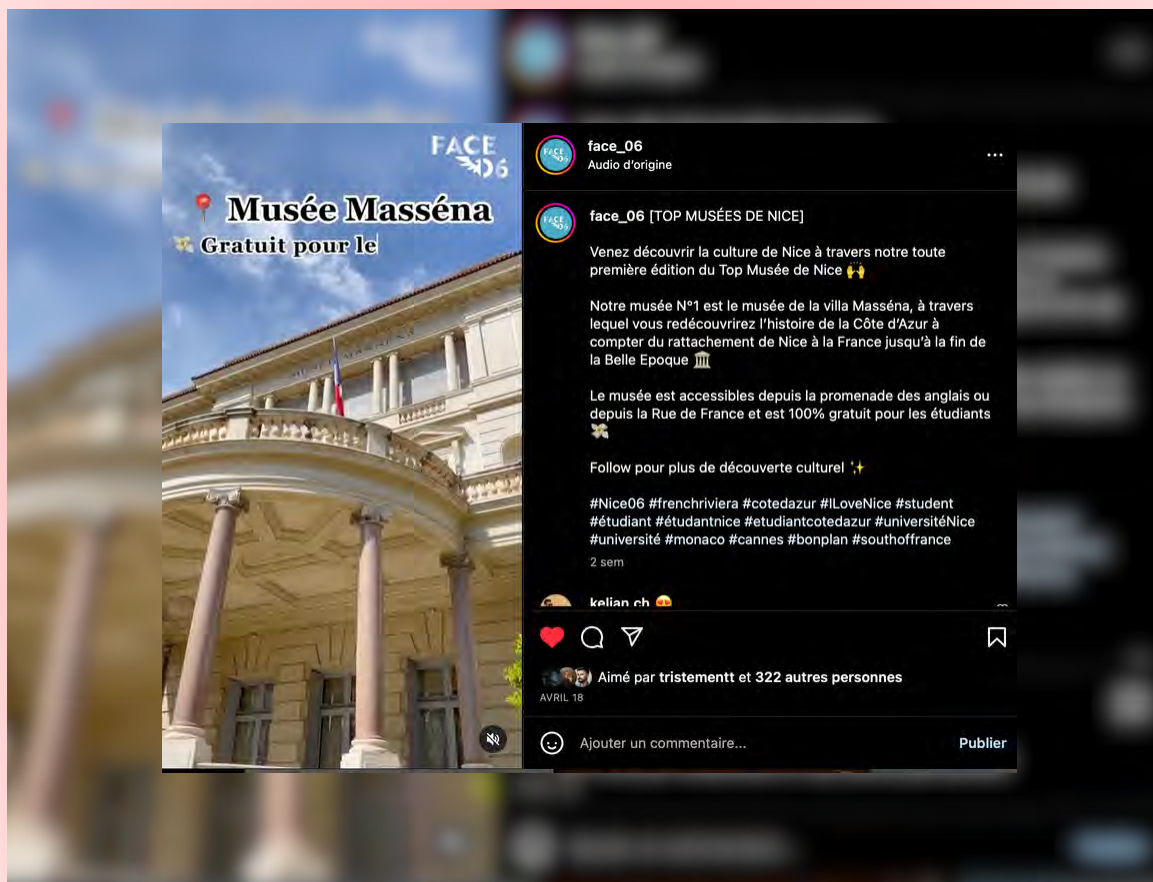 FACE
06
📍 Musée Masséna
💸 Gratuit pour le
MUSEE MASSENA
face_06
Audio d'origine
face_06 [TOP MUSÉES DE NICE]
Venez découvrir la culture de Nice à travers notre toute
première édition du Top Musée de Nice 🙌
Notre musée N°1 est le musée de la villa Masséna, à travers
lequel vous redécouvrirez l'histoire de la Côte d'Azur à
compter du rattachement de Nice à la France jusqu'à la fin de
la Belle Epoque 🏛️
Le musée est accessibles depuis la promenade des anglais ou
depuis la Rue de France et est 100% gratuit pour les étudiants
💸
Follow pour plus de découverte culturel ✨
#Nice06 #frenchriviera #cotedazur #ILoveNice #student
#étudiant #étudantnice #etudiantcotedazur #universitéNice
#université #monaco #cannes #bonplan #southoffrance
2 sem
kelian.ch 😍
Aimé par tristementt et 322 autres personnes
AVRIL 18
Ajouter un commentaire...
Publier